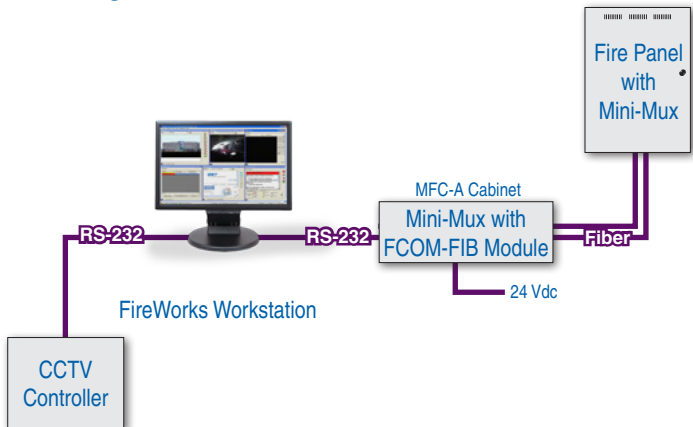 Fire Panel
with
Mini-Mux
MFC-A Cabinet
Mini-Mux with
FCOM-FIB Module
RS-232
RS-232
Fiber
24 Vdc
FireWorks Workstation
CCTV
Controller